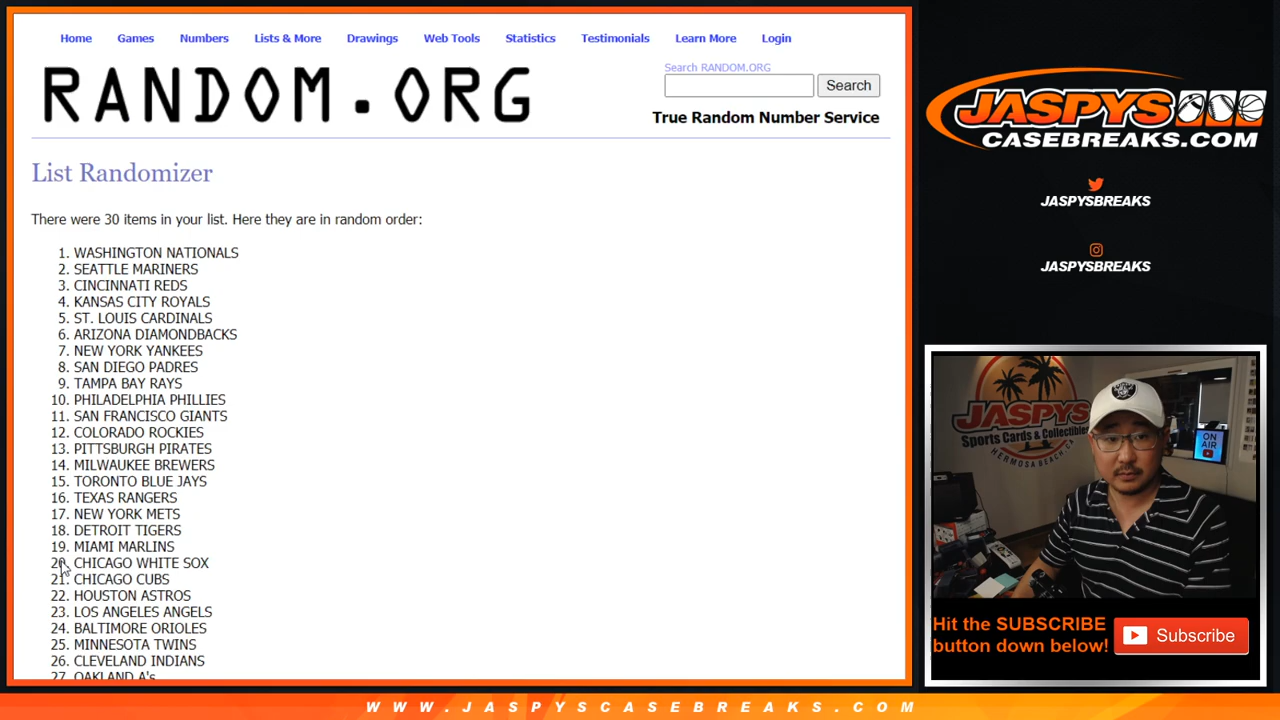 Home Games Numbers Lists & More Drawings Web Tools Statistics Testimonials Learn More Login
RANDOM.ORG
Search RANDOM.ORG
Search
True Random Number Service
List Randomizer
There were 30 items in your list. Here they are in random order:
1. WASHINGTON NATIONALS
2. SEATTLE MARINERS
3. CINCINNATI REDS
4. KANSAS CITY ROYALS
5. ST. LOUIS CARDINALS
6. ARIZONA DIAMONDBACKS
7. NEW YORK YANKEES
8. SAN DIEGO PADRES
9. TAMPA BAY RAYS
10. PHILADELPHIA PHILLIES
11. SAN FRANCISCO GIANTS
12. COLORADO ROCKIES
13. PITTSBURGH PIRATES
14. MILWAUKEE BREWERS
15. TORONTO BLUE JAYS
16. TEXAS RANGERS
17. NEW YORK METS
18. DETROIT TIGERS
19. MIAMI MARLINS
20. CHICAGO WHITE SOX
21. CHICAGO CUBS
22. HOUSTON ASTROS
23. LOS ANGELES ANGELS
24. BALTIMORE ORIOLES
25. MINNESOTA TWINS
26. CLEVELAND INDIANS
27. OAKLAND A's
JASPYS
CASEBREAKS.COM
JASPYSBREAKS
JASPYSBREAKS
JASPYS
Sports Cards & Collectibles
HERMOSA BEACH CA
ON AIR
Hit the SUBSCRIBE
button down below!
Subscribe
WWW.JASPYSCASEBREAKS.COM